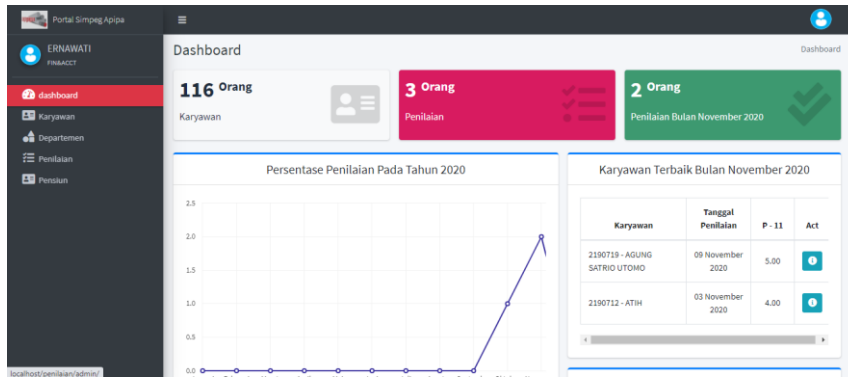 Portal Simpeg Apipa
ERNAWATI
FIN&ACCT
dashboard
Karyawan
Departemen
Penilaian
Pensiun
Dashboard
Dashboard
116 Orang
Karyawan
3 Orang
Penilaian
2 Orang
Penilaian Bulan November 2020
Persentase Penilaian Pada Tahun 2020
2.5
2.0
1.5
1.0
0.5
0.0
Karyawan Terbaik Bulan November 2020
Karyawan
Tanggal
Penilaian
P - 11
Act
2190719 - AGUNG
SATRIO UTOMO
09 November
2020
5.00
2190712 - ATIH
03 November
2020
4.00
localhost/penilaian/admin/